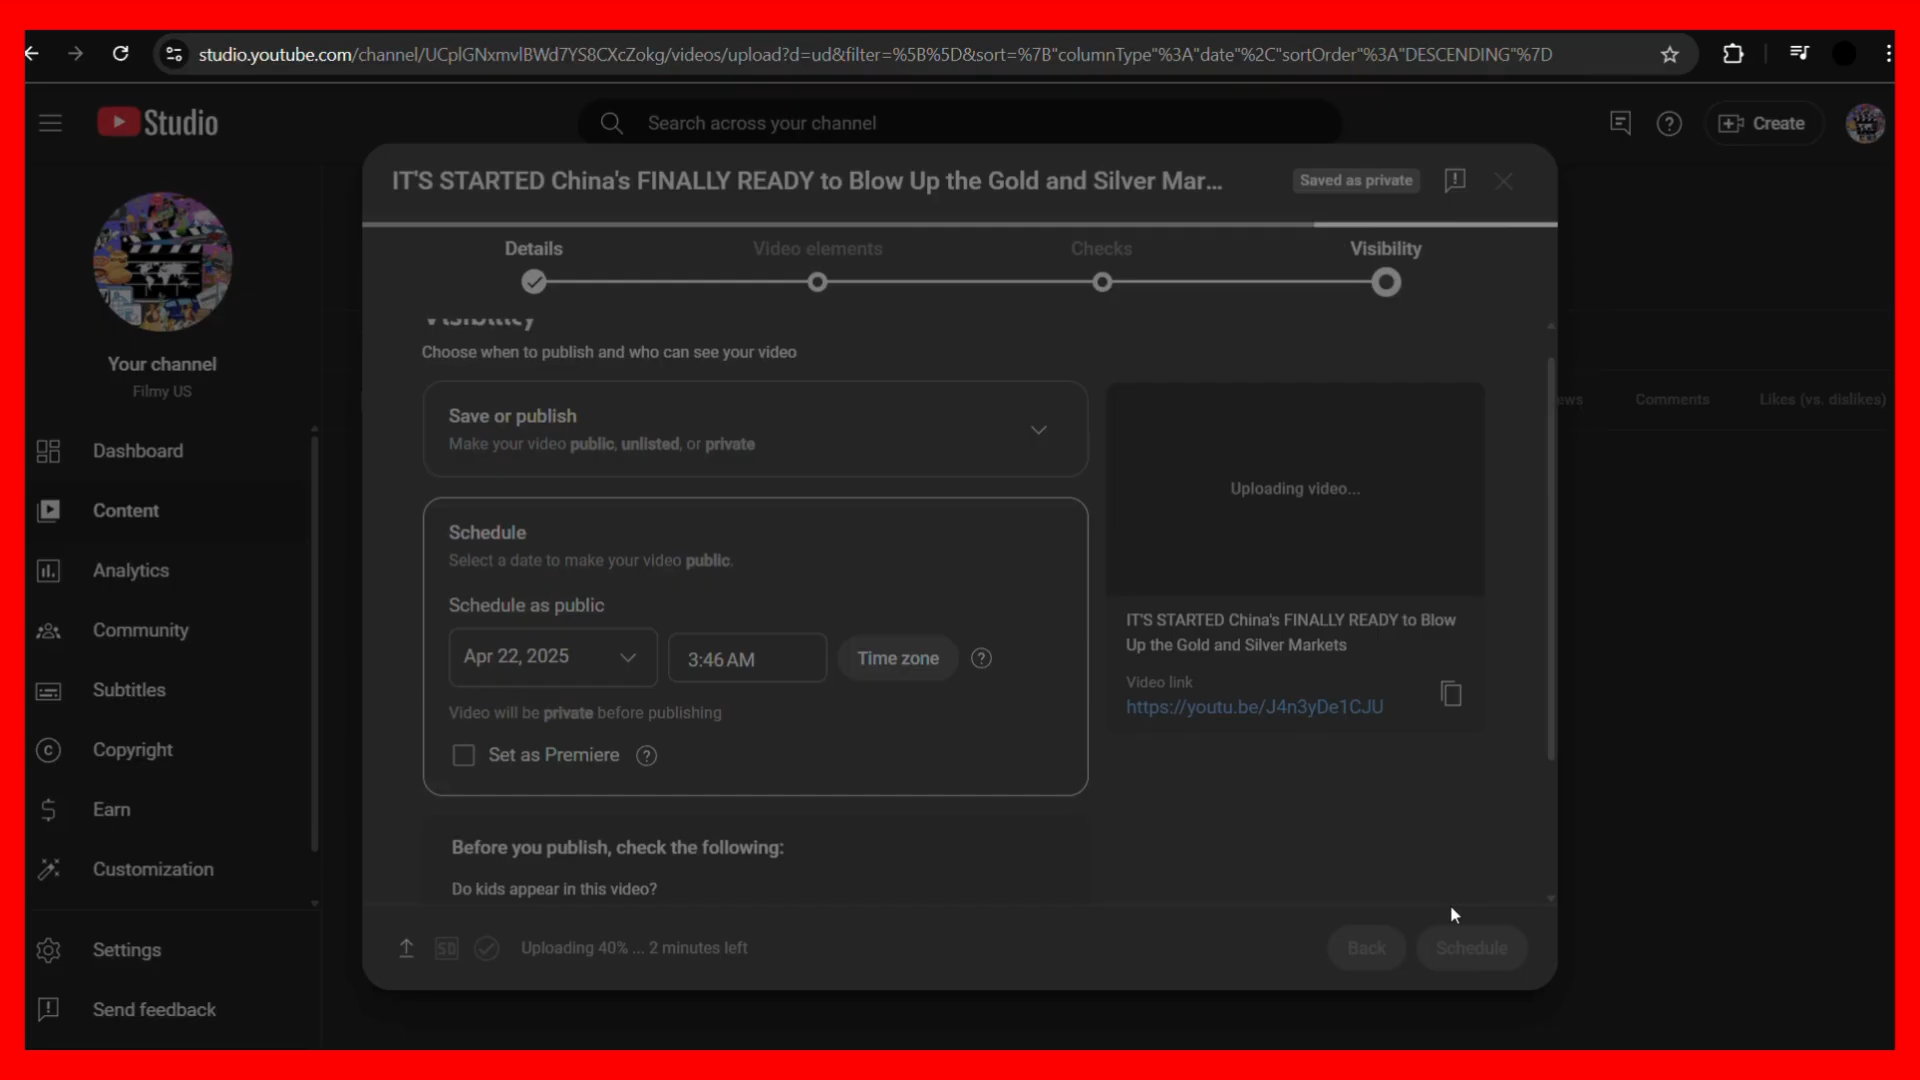 studio.youtube.com/channel/UCplGNxmvlBWd7YS8CXcZokg/videos/upload?d=ud&filter=%5B%5D&sort=%7B"columnType"%3A"date"%2C"sortOrder"%3A"DESCENDING"%7D
Studio
Search across your channel
Create
IT'S STARTED China's FINALLY READY to Blow Up the Gold and Silver Mar...
Saved as private
Details
Video elements
Checks
Visibility
Visibility
Choose when to publish and who can see your video
Save or publish
Make your video public, unlisted, or private
Schedule
Select a date to make your video public.
Schedule as public
Apr 22, 2025
3:46 AM
Time zone
Video will be private before publishing
Set as Premiere
Before you publish, check the following:
Do kids appear in this video?
Uploading video...
IT'S STARTED China's FINALLY READY to Blow
Up the Gold and Silver Markets
Video link
https://youtu.be/J4n3yDe1CJU
SD
Uploading 40% ... 2 minutes left
Back
Schedule
Your channel
Filmy US
Dashboard
Content
Analytics
Community
Subtitles
Copyright
Earn
Customization
Settings
Send feedback
Comments
Likes (vs. dislikes)